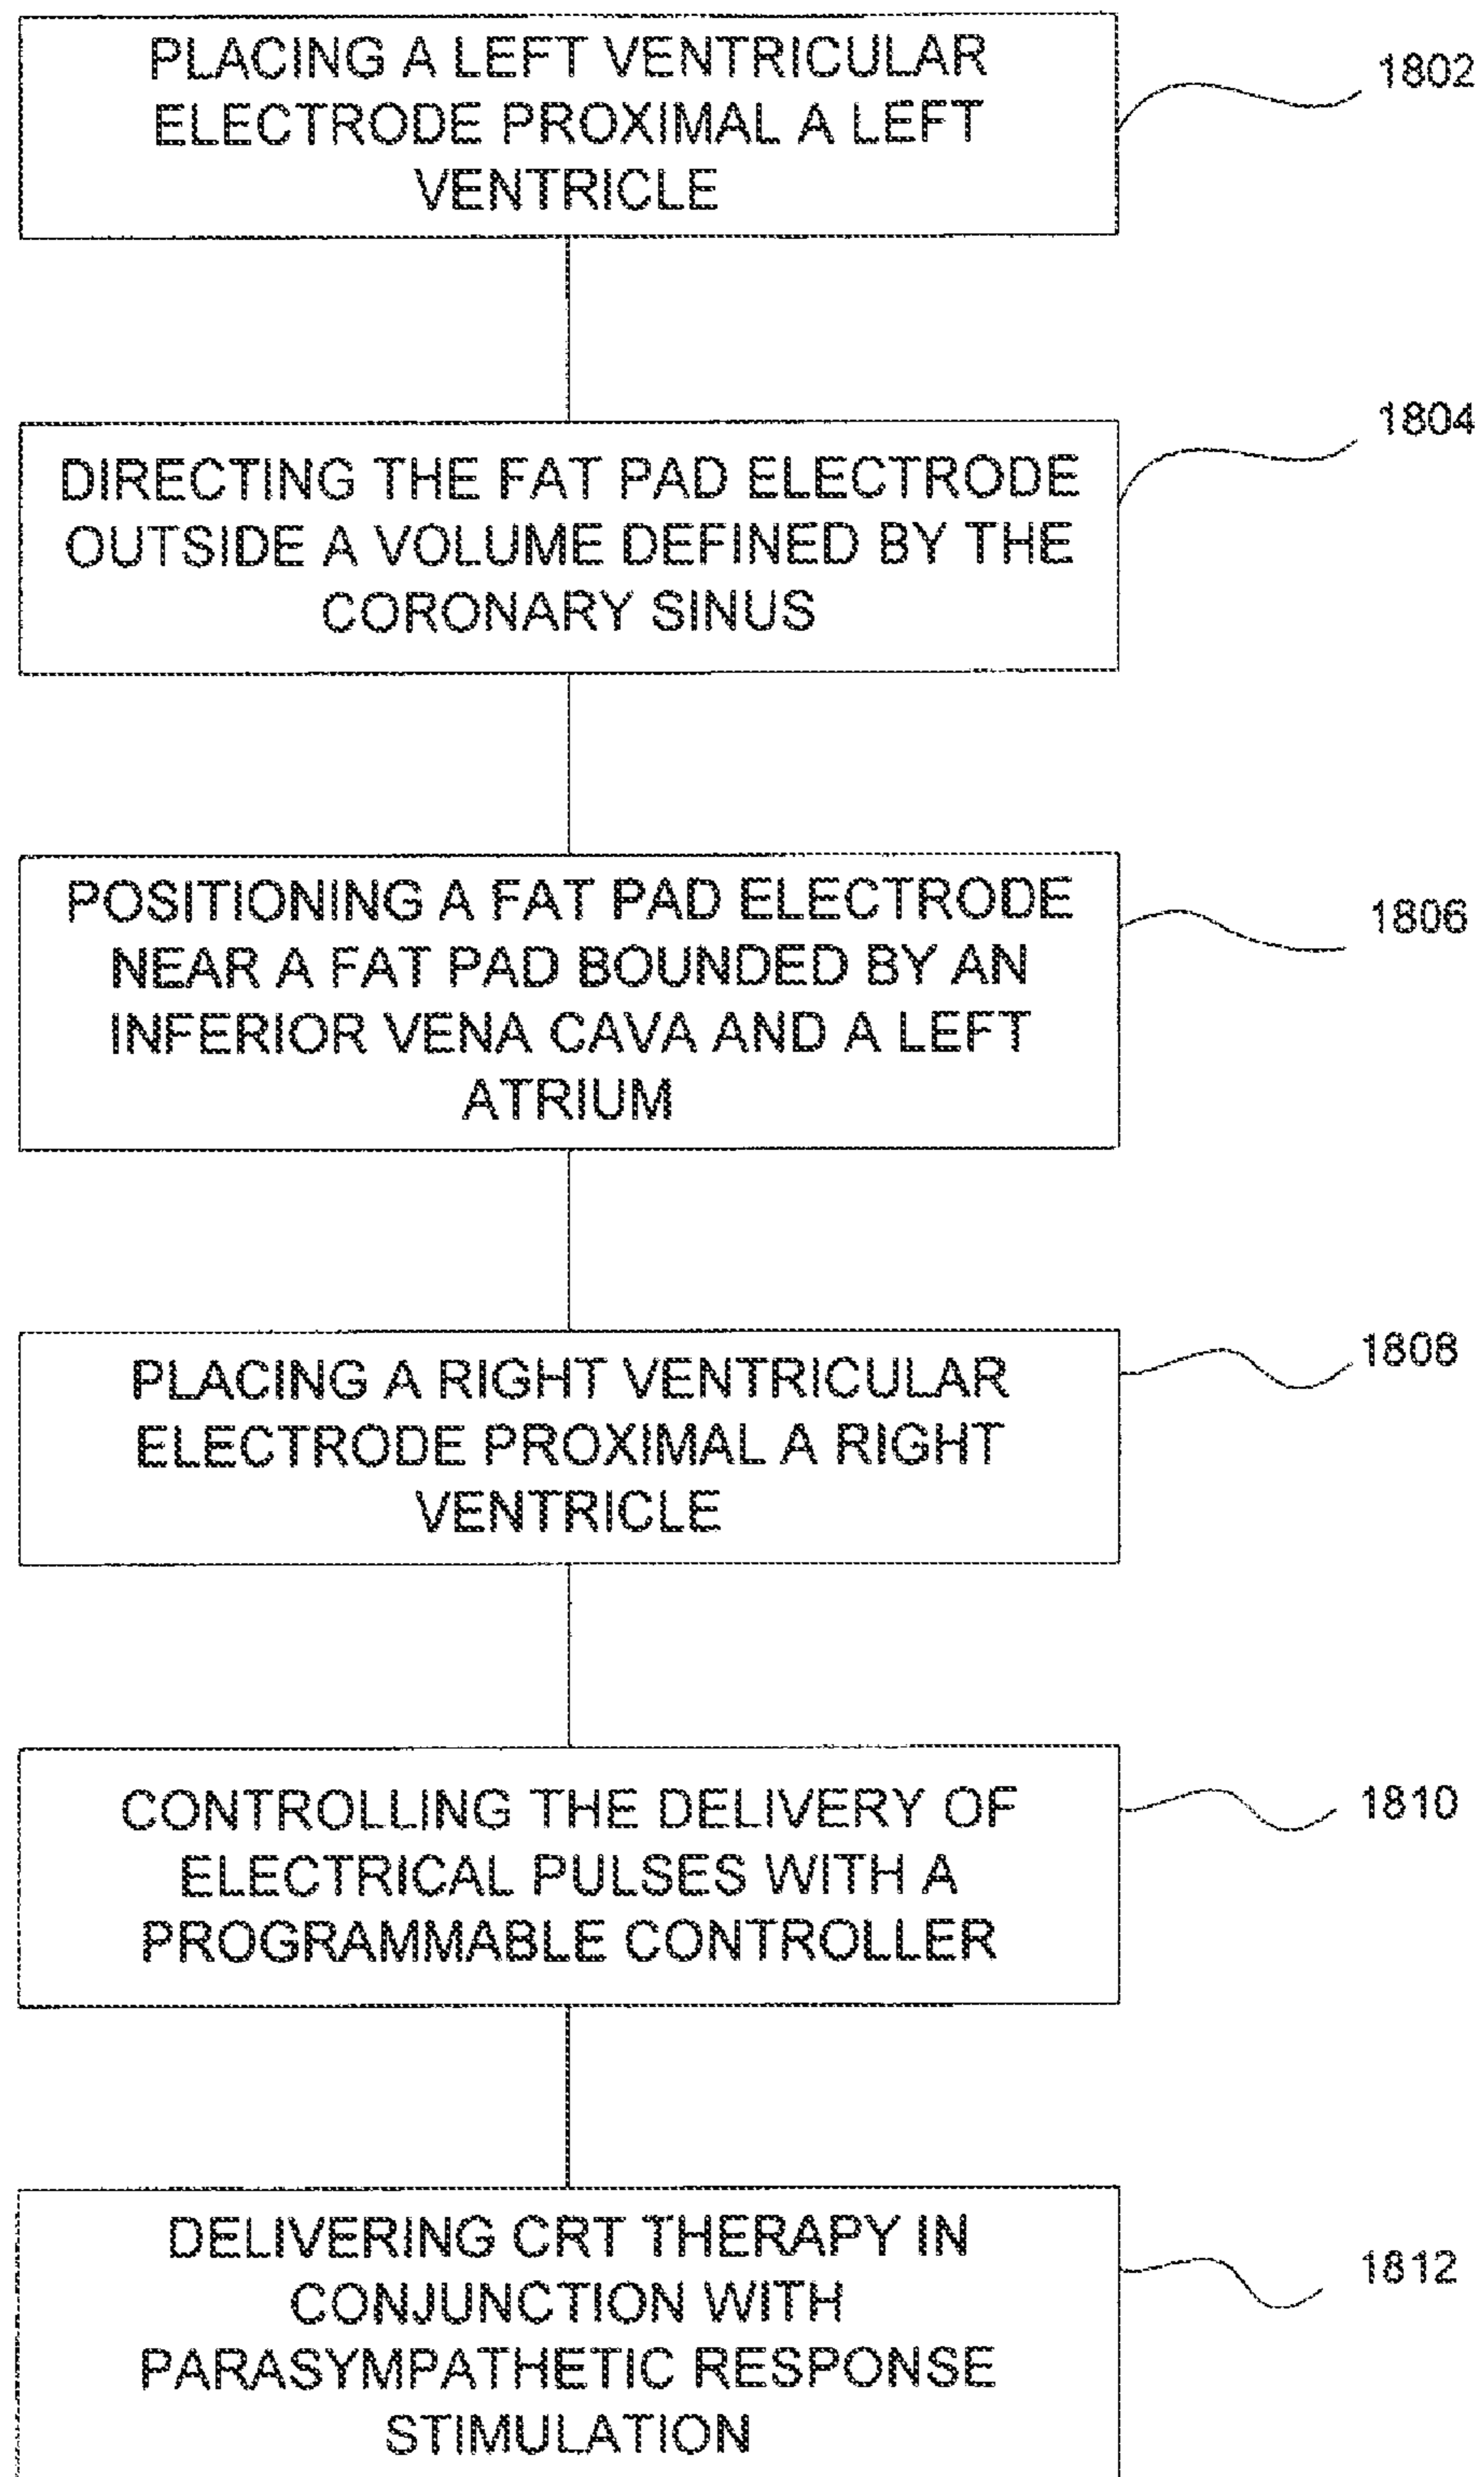 PLACING A LEFT VENTRICULAR
ELECTRODE PROXIMAL A LEFT
VENTRICLE
1802
DIRECTING THE FAT PAD ELECTRODE
OUTSIDE A VOLUME DEFINED BY THE
CORONARY SINUS
1804
POSITIONING A FAT PAD ELECTRODE
NEAR A FAT PAD BOUNDED BY AN
INFERIOR VENA CAVA AND A LEFT
ATRIUM
1806
PLACING A RIGHT VENTRICULAR
ELECTRODE PROXIMAL A RIGHT
VENTRICLE
1808
CONTROLLING THE DELIVERY OF
ELECTRICAL PULSES WITH A
PROGRAMMABLE CONTROLLER
1810
DELIVERING CRT THERAPY IN
CONJUNCTION WITH
PARASYMPATHETIC RESPONSE
STIMULATION
1812